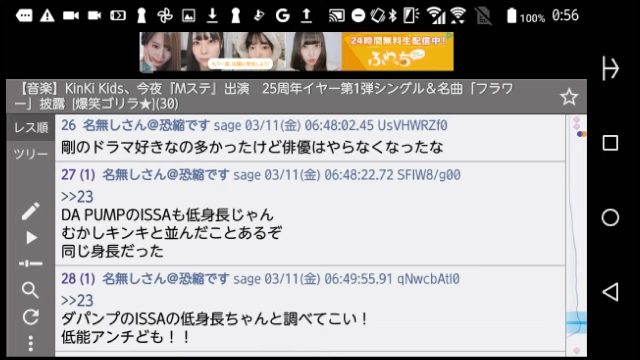 100% 0:56
24時間無料生配信中!
ふわっち
【音楽】KinKi Kids、今夜『Mステ』出演 25周年イヤー第1弾シングル&名曲「フラワ
ー」披露 [爆笑ゴリラ★](30)
レス順
ツリー
26 名無しさん@恐縮です sage 03/11(金) 06:48:02.45 UsVHWRZf0
剛のドラマ好きなの多かったけど俳優はやらなくなったな
27 (1) 名無しさん@恐縮です sage 03/11(金) 06:48:22.72 SFIW8/g00
>>23
DA PUMPのISSAも低身長じゃん
むかしキンキと並んだことあるぞ
同じ身長だった
28 (1) 名無しさん@恐縮です sage 03/11(金) 06:49:55.91 qNwcbAtl0
>>23
ダパンプのISSAの低身長ちゃんと調べてこい!
低能アンチども!!